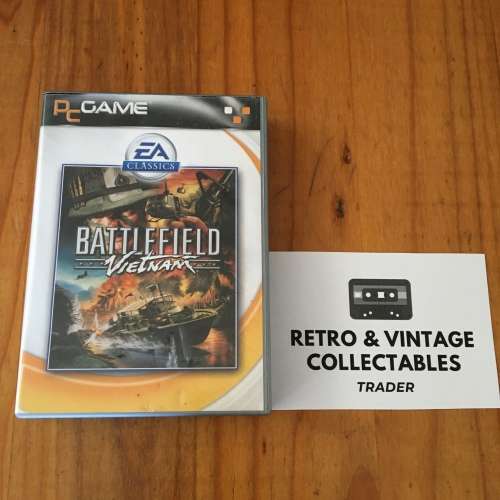 PC GAME
EA
CLASSICS
BATTLEFIELD
VIETNAM
RETRO & VINTAGE
COLLECTABLES
TRADER